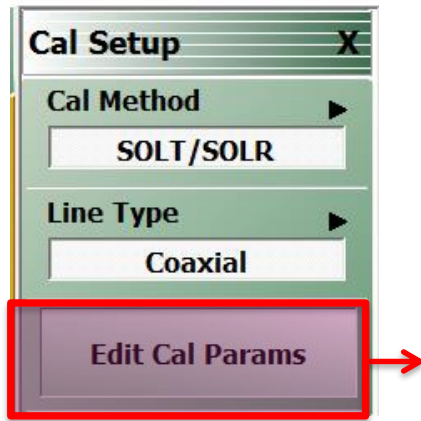 Cal Setup X
Cal Method
SOLT/SOLR
Line Type
Coaxial
Edit Cal Params